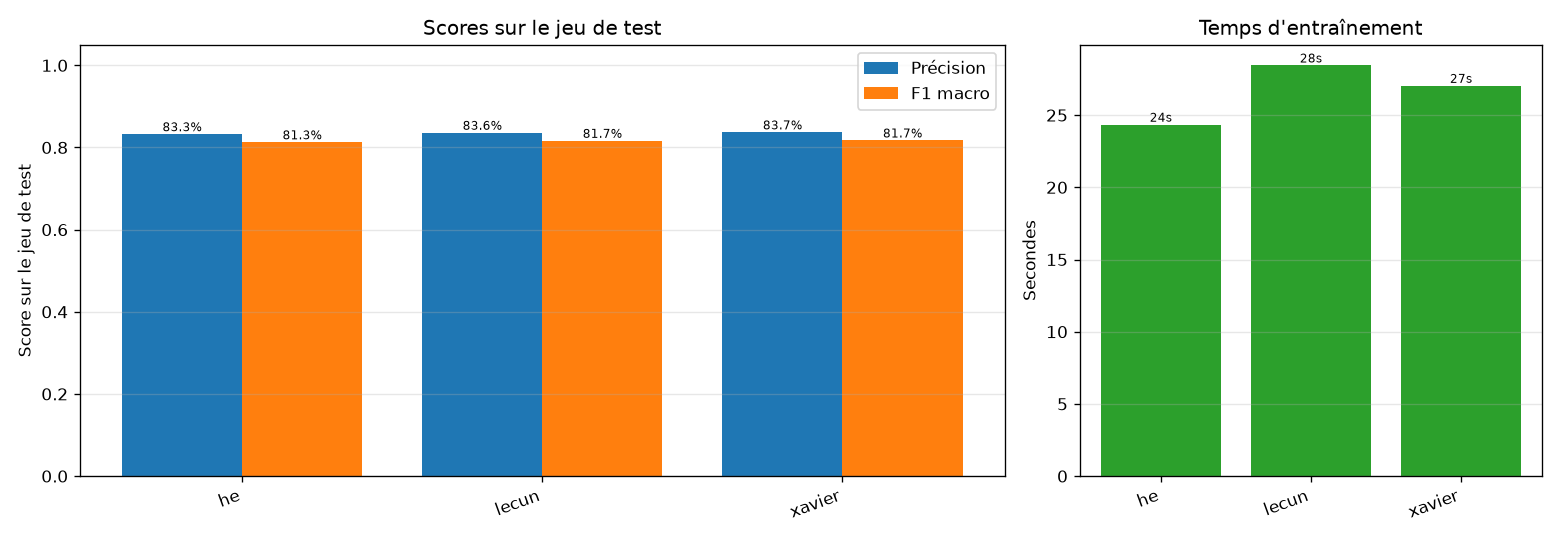 Scores sur le jeu de test
Score sur le jeu de test
1.0
0.8
0.6
0.4
0.2
0.0
Précision
F1 macro
83.3%
81.3%
83.6%
81.7%
83.7%
81.7%
he
lecun
xavier
Temps d'entraînement
Secondes
25
20
15
10
5
0
24s
28s
27s
he
lecun
xavier